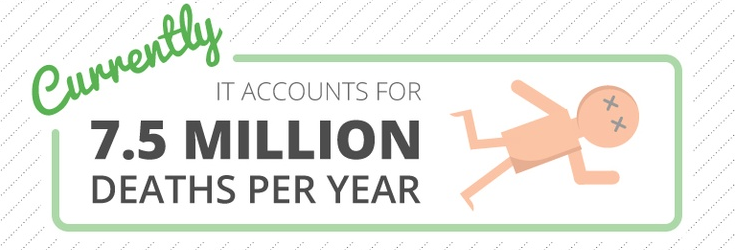 Currently
IT ACCOUNTS FOR
7.5 MILLION
DEATHS PER YEAR